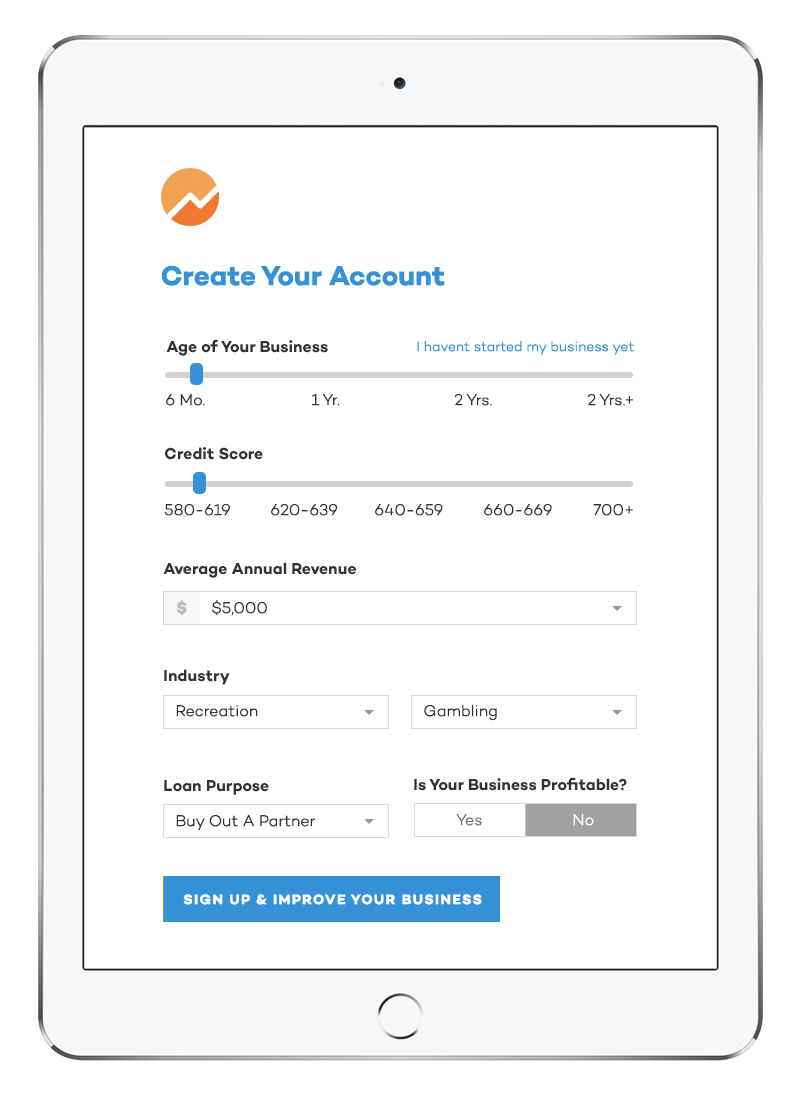 Create Your Account
Age of Your Business I havent started my business yet
6 Mo. 1 Yr. 2 Yrs. 2 Yrs.+
Credit Score
580-619 620-639 640-659 660-669 700+
Average Annual Revenue
$ $5,000
Industry
Recreation Gambling
Loan Purpose Is Your Business Profitable?
Buy Out A Partner Yes No
SIGN UP & IMPROVE YOUR BUSINESS